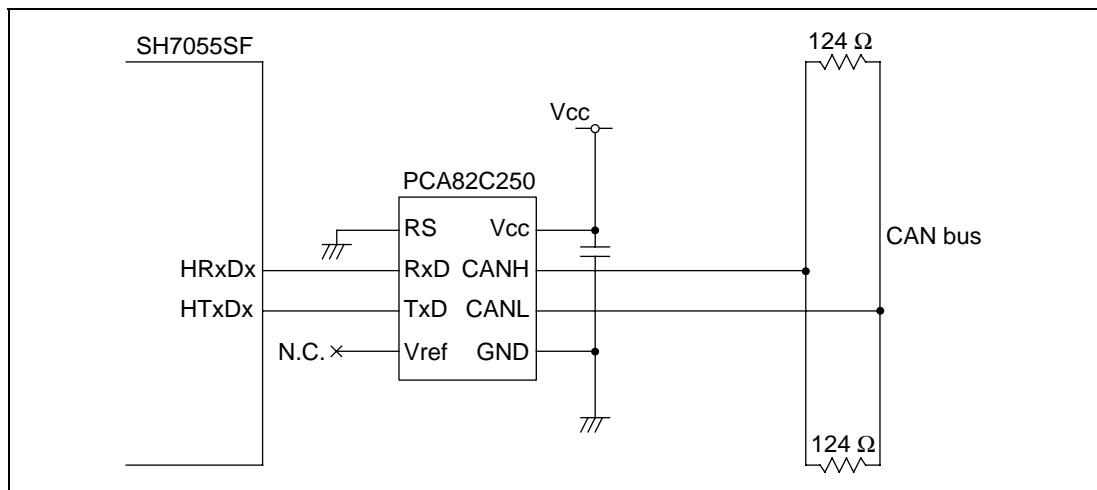 SH7055SF
124 Ω
Vcc
PCA82C250
RS Vcc
CAN bus
HRxDx RxD CANH
HTxDx TxD CANL
N.C. Vref GND
124 Ω